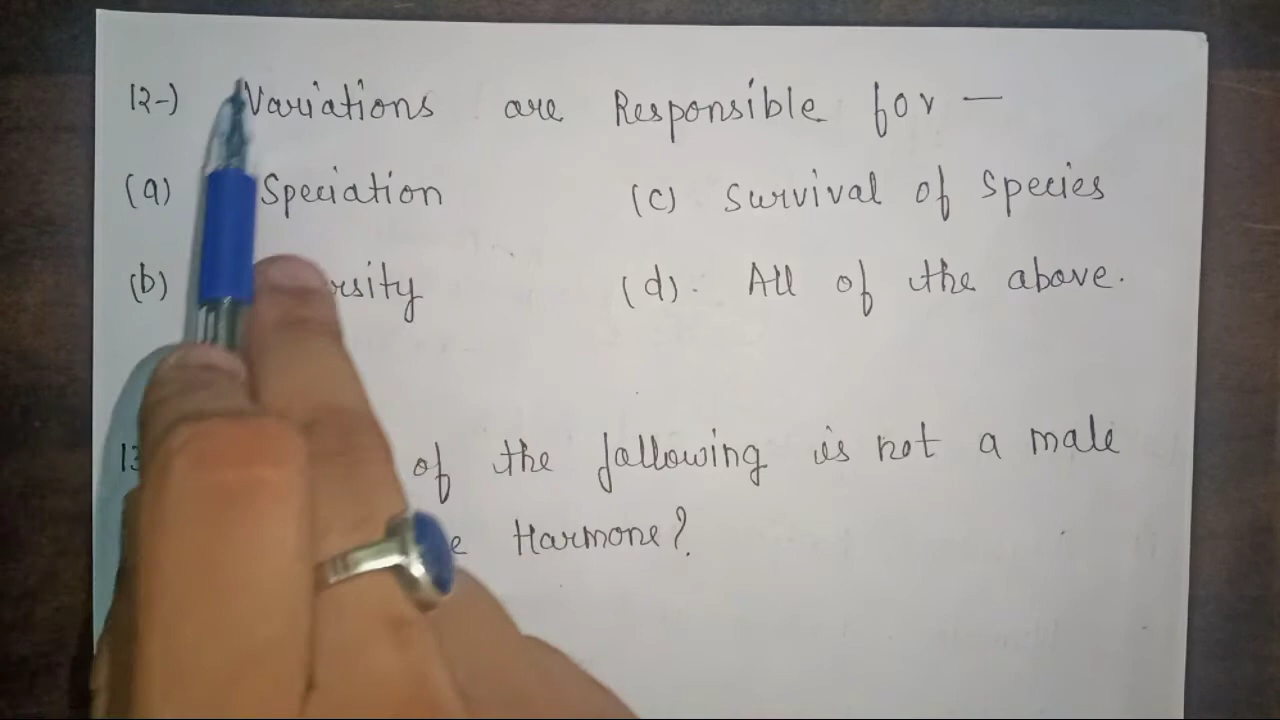 12-) Variations are Responsible for —
(a) Speciation (c) Survival of Species
(b) (d). All of the above.
13 of the following is not a male
Harmone?